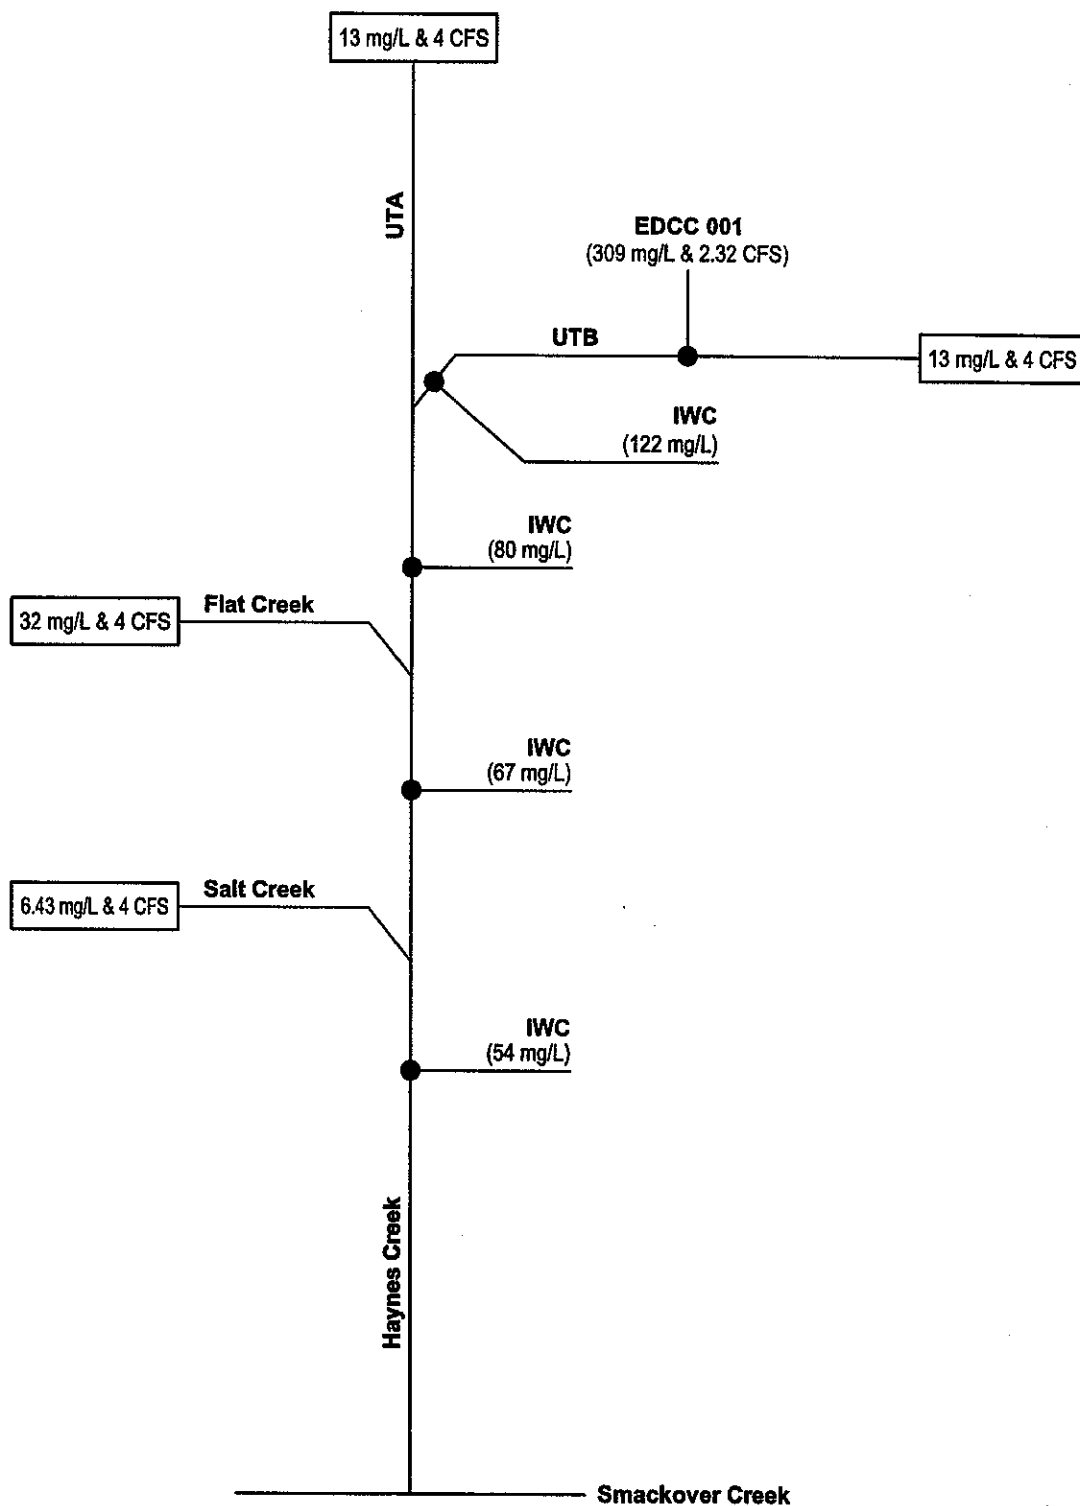 13 mg/L & 4 CFS
UTA
EDCC 001
(309 mg/L & 2.32 CFS)
UTB
13 mg/L & 4 CFS
IWC
(122 mg/L)
IWC
(80 mg/L)
Flat Creek
32 mg/L & 4 CFS
IWC
(67 mg/L)
Salt Creek
6.43 mg/L & 4 CFS
IWC
(54 mg/L)
Haynes Creek
Smackover Creek